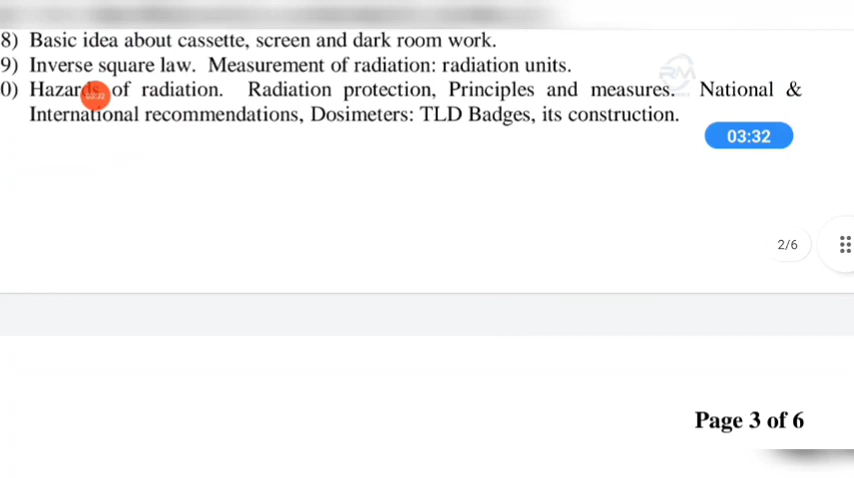 8) Basic idea about cassette, screen and dark room work.
9) Inverse square law. Measurement of radiation: radiation units.
0) of radiation. Radiation protection, Principles and measures. National &
International recommendations, Dosimeters: TLD Badges, its construction.
03:32
2/6
Page 3 of 6